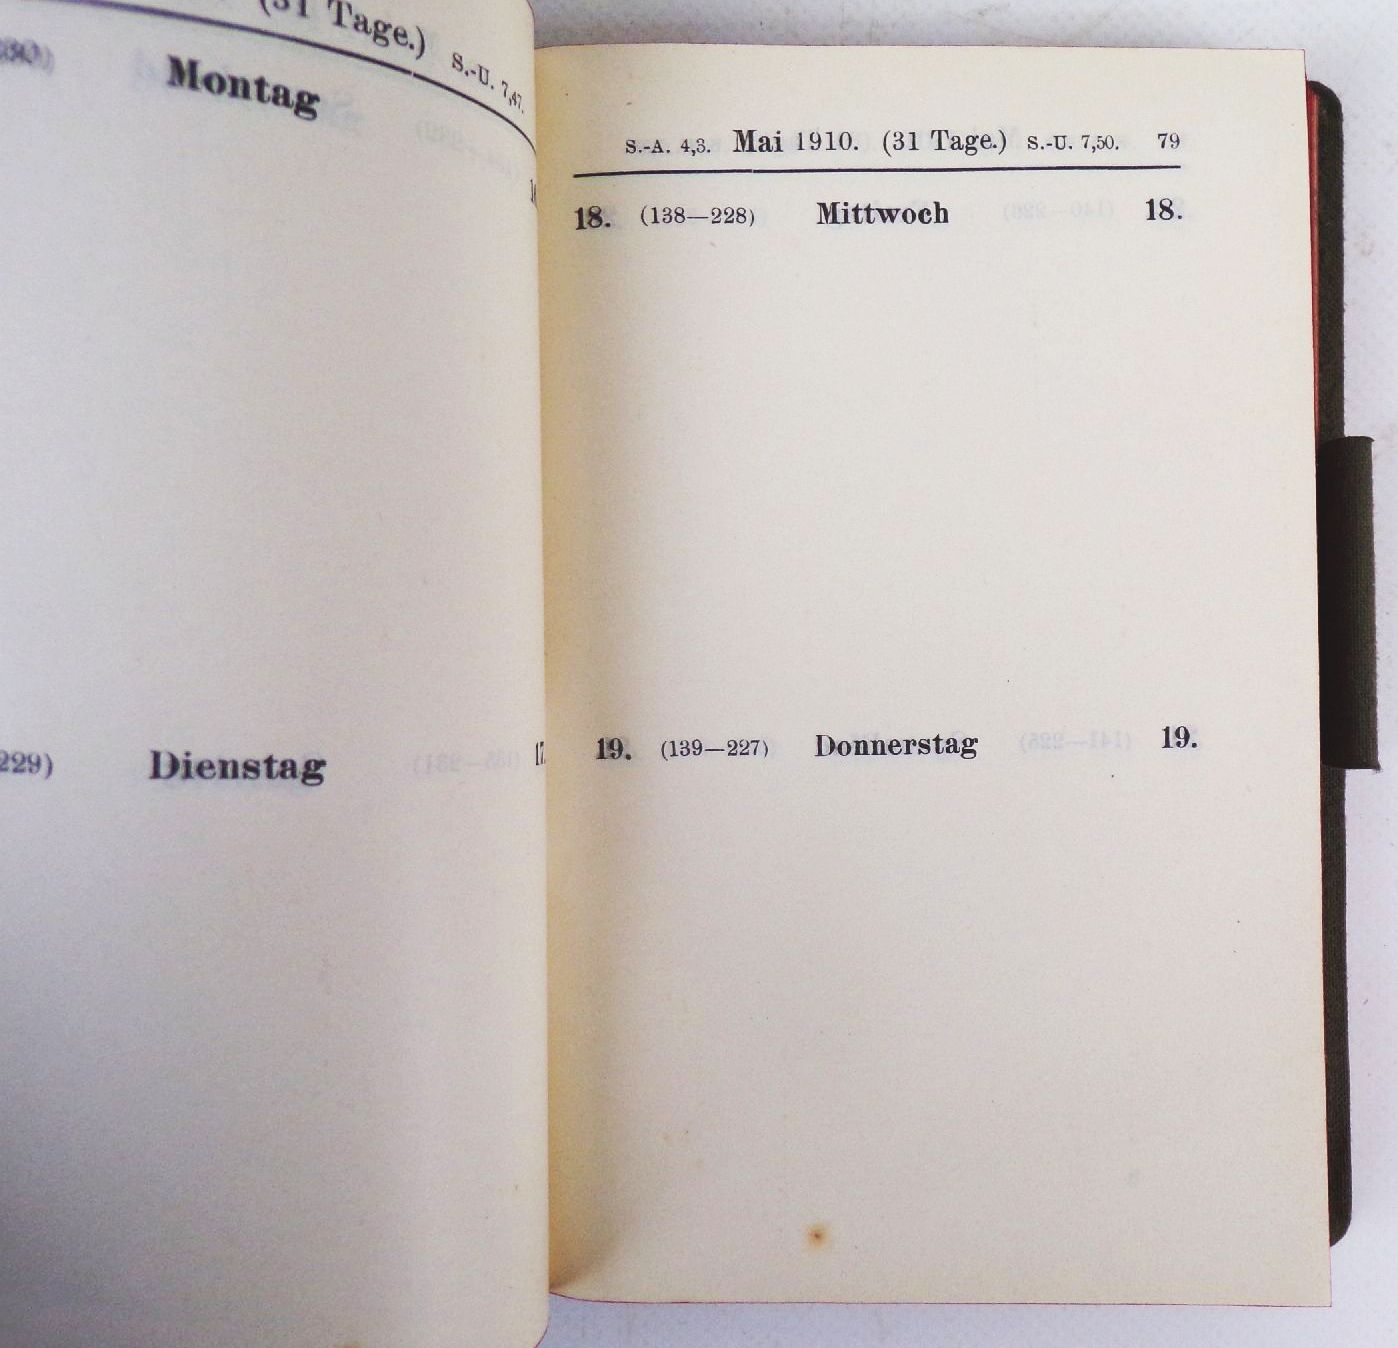 (31 Tage.) S.-U. 7,47.
Montag
229) Dienstag 17.
S.-A. 4,3. Mai 1910. (31 Tage.) S.-U. 7,50. 79
18. (138—228) Mittwoch 18.
19. (139—227) Donnerstag 19.